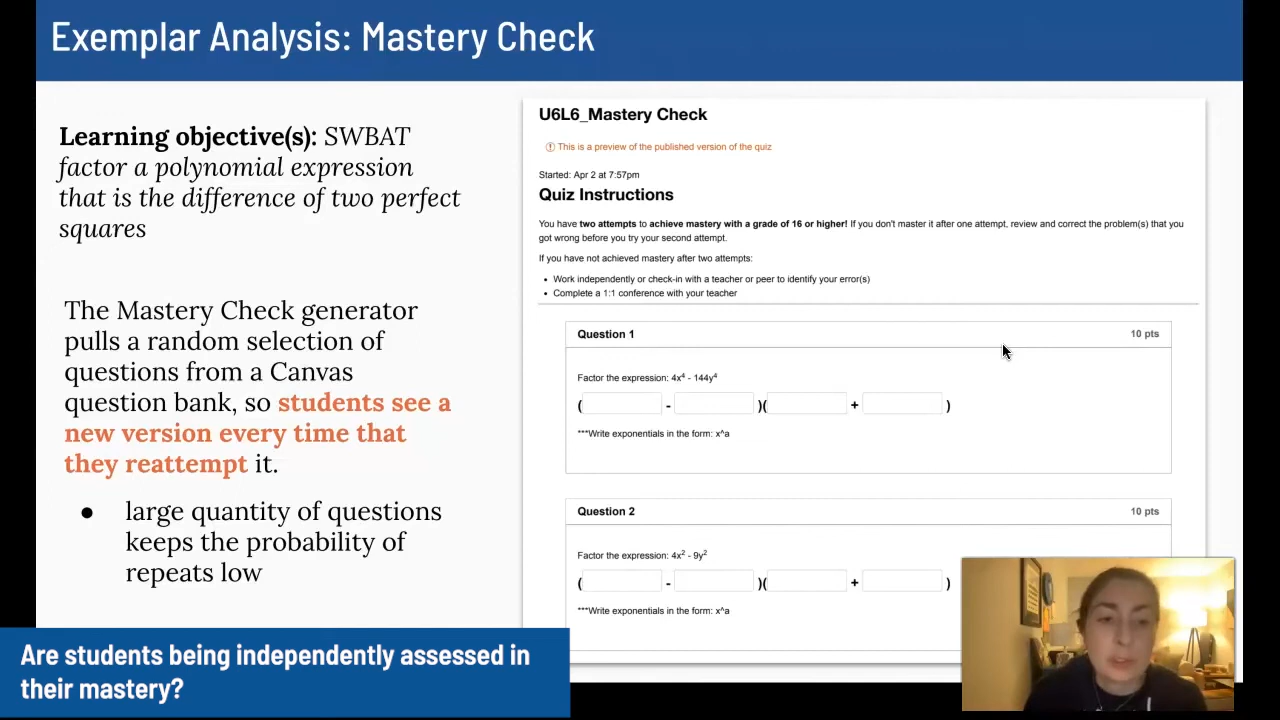 Exemplar Analysis: Mastery Check
Learning objective(s): SWBAT
factor a polynomial expression
that is the difference of two perfect
squares
The Mastery Check generator
pulls a random selection of
questions from a Canvas
question bank, so students see a
new version every time that
they reattempt it.
● large quantity of questions
keeps the probability of
repeats low
Are students being independently assessed in
their mastery?
U6L6_Mastery Check
This is a preview of the published version of the quiz
Started: Apr 2 at 7:57pm
Quiz Instructions
You have two attempts to achieve mastery with a grade of 16 or higher! If you don't master it after one attempt, review and correct the problem(s) that you
got wrong before you try your second attempt.
If you have not achieved mastery after two attempts:
• Work independently or check-in with a teacher or peer to identify your error(s)
• Complete a 1:1 conference with your teacher
Question 1 10 pts
Factor the expression: 4x⁴ - 144y⁴
( - )( + )
***Write exponentials in the form: x^a
Question 2 10 pts
Factor the expression: 4x² - 9y²
( - )( + )
***Write exponentials in the form: x^a